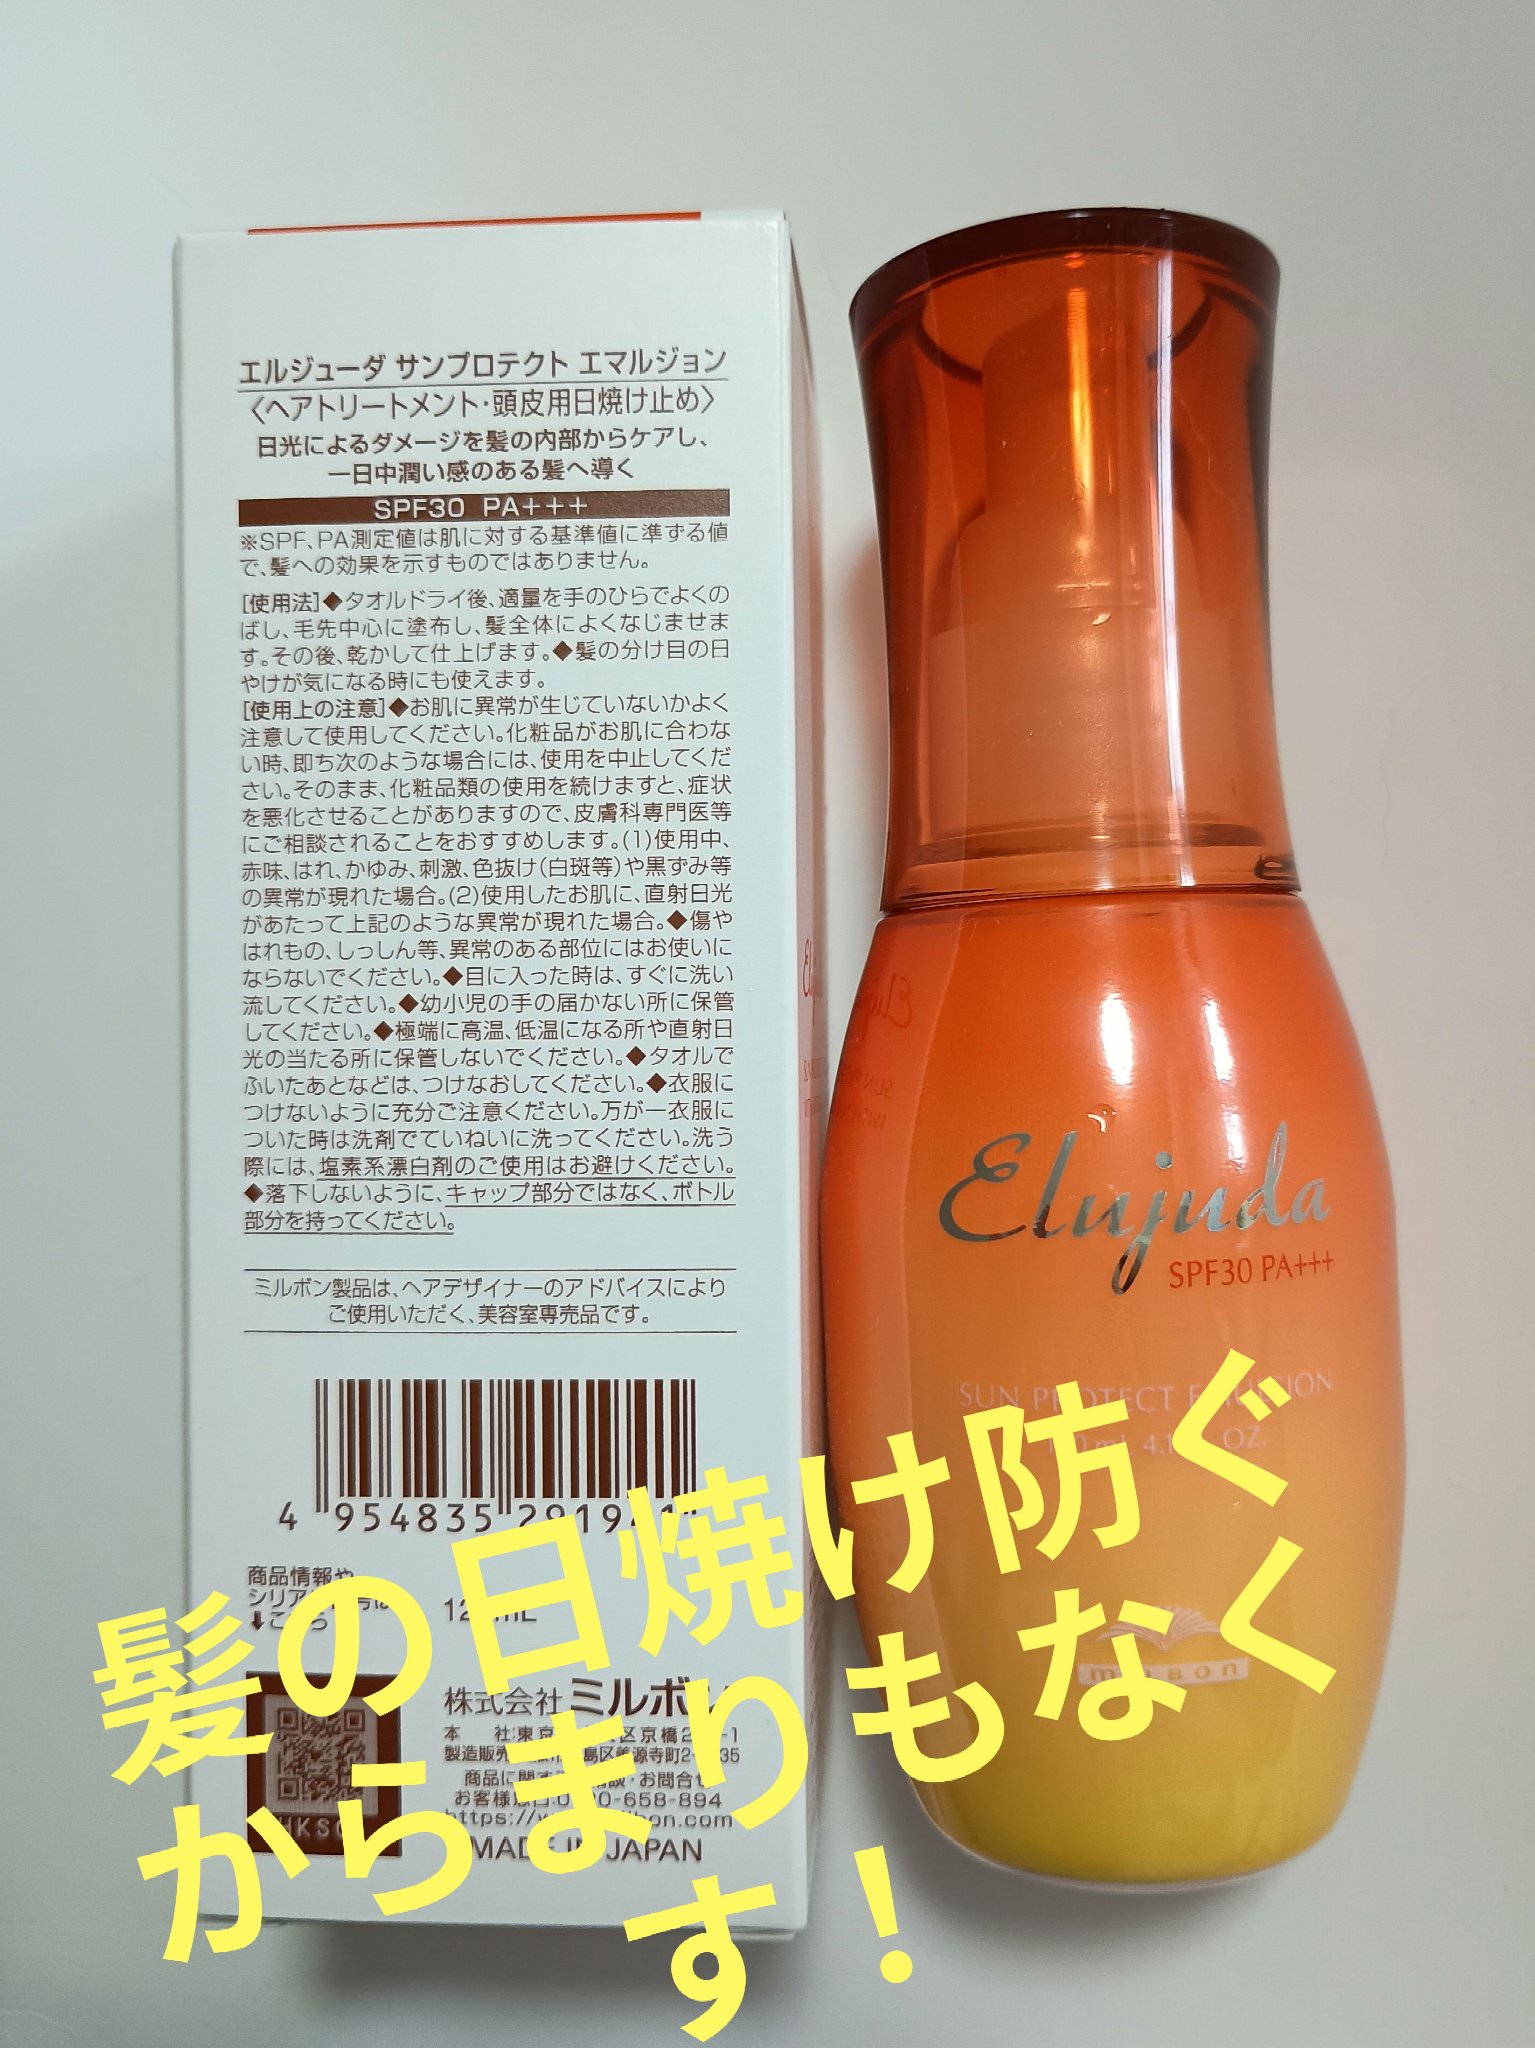 エルジューダ サンプロテクト エマルジョン
〈ヘアトリートメント・頭皮用日焼け止め〉
日光によるダメージを髪の内部からケアし、
一日中潤い感のある髪へ導く
SPF30 PA+++
※SPF、PA測定値は肌に対する基準値に準ずる値
で、髪への効果を示すものではありません。
[使用法]◆タオルドライ後、適量を手のひらでよくの
ばし、毛先中心に塗布し、髪全体によくなじませま
す。その後、乾かして仕上げます。◆髪の分け目の日
やけが気になる時にも使えます。
[使用上の注意]◆お肌に異常が生じていないかよく
注意して使用してください。化粧品がお肌に合わな
い時、即ち次のような場合には、使用を中止してくだ
さい。そのまま、化粧品類の使用を続けますと、症状
を悪化させることがありますので、皮膚科専門医等
にご相談されることをおすすめします。(1)使用中、
赤味、はれ、かゆみ、刺激、色抜け(白斑等)や黒ずみ等
の異常が現れた場合。(2)使用したお肌に、直射日光
があたって上記のような異常が現れた場合。◆傷や
はれもの、しっしん等、異常のある部位にはお使いに
ならないでください。◆目に入った時は、すぐに洗い
流してください。◆幼小児の手の届かない所に保管
してください。◆極端に高温、低温になる所や直射日
光の当たる所に保管しないでください。◆タオルで
ふいたあとなどは、つけなおしてください。◆衣服に
つけないように充分ご注意ください。万が一衣服に
ついた時は洗剤でていねいに洗ってください。洗う
際には、塩素系漂白剤のご使用はお避けください。
◆落下しないように、キャップ部分ではなく、ボトル
部分を持ってください。
ミルボン製品は、ヘアデザイナーのアドバイスにより
ご使用いただく、美容室専売品です。
4 954835
商品情報や
株式会社ミルボン
MADE IN JAPAN
Elujuda
SPF30 PA+++
SUN PROTECT EMULSION
milbon
髪の日焼け防ぐ
からまりもなく
す！